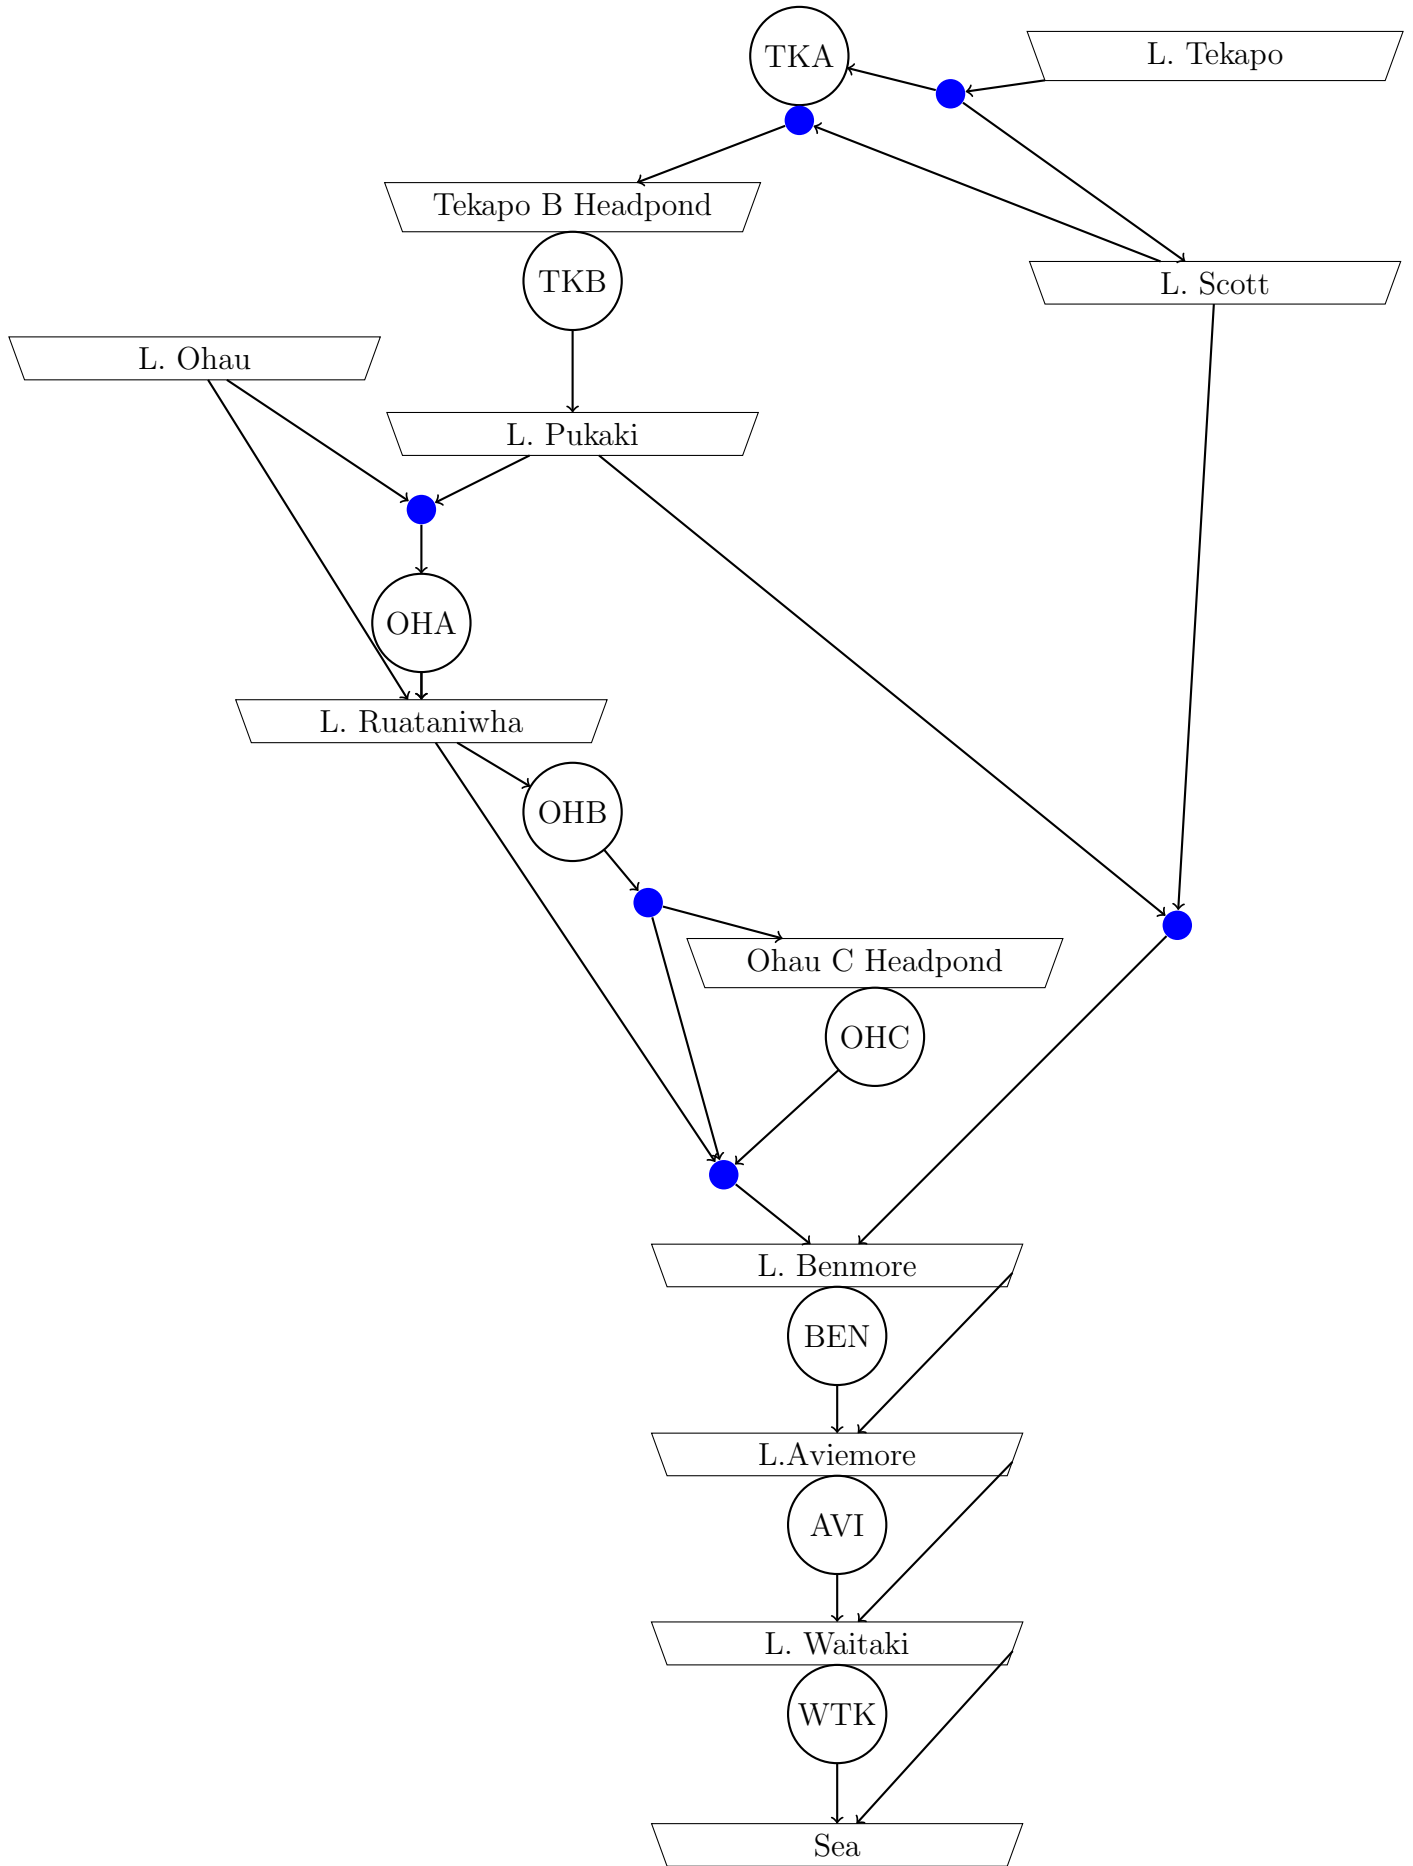 TKA
L. Tekapo
Tekapo B Headpond
TKB
L. Scott
L. Ohau
L. Pukaki
OHA
L. Ruataniwha
OHB
Ohau C Headpond
OHC
L. Benmore
BEN
L.Aviemore
AVI
L. Waitaki
WTK
Sea